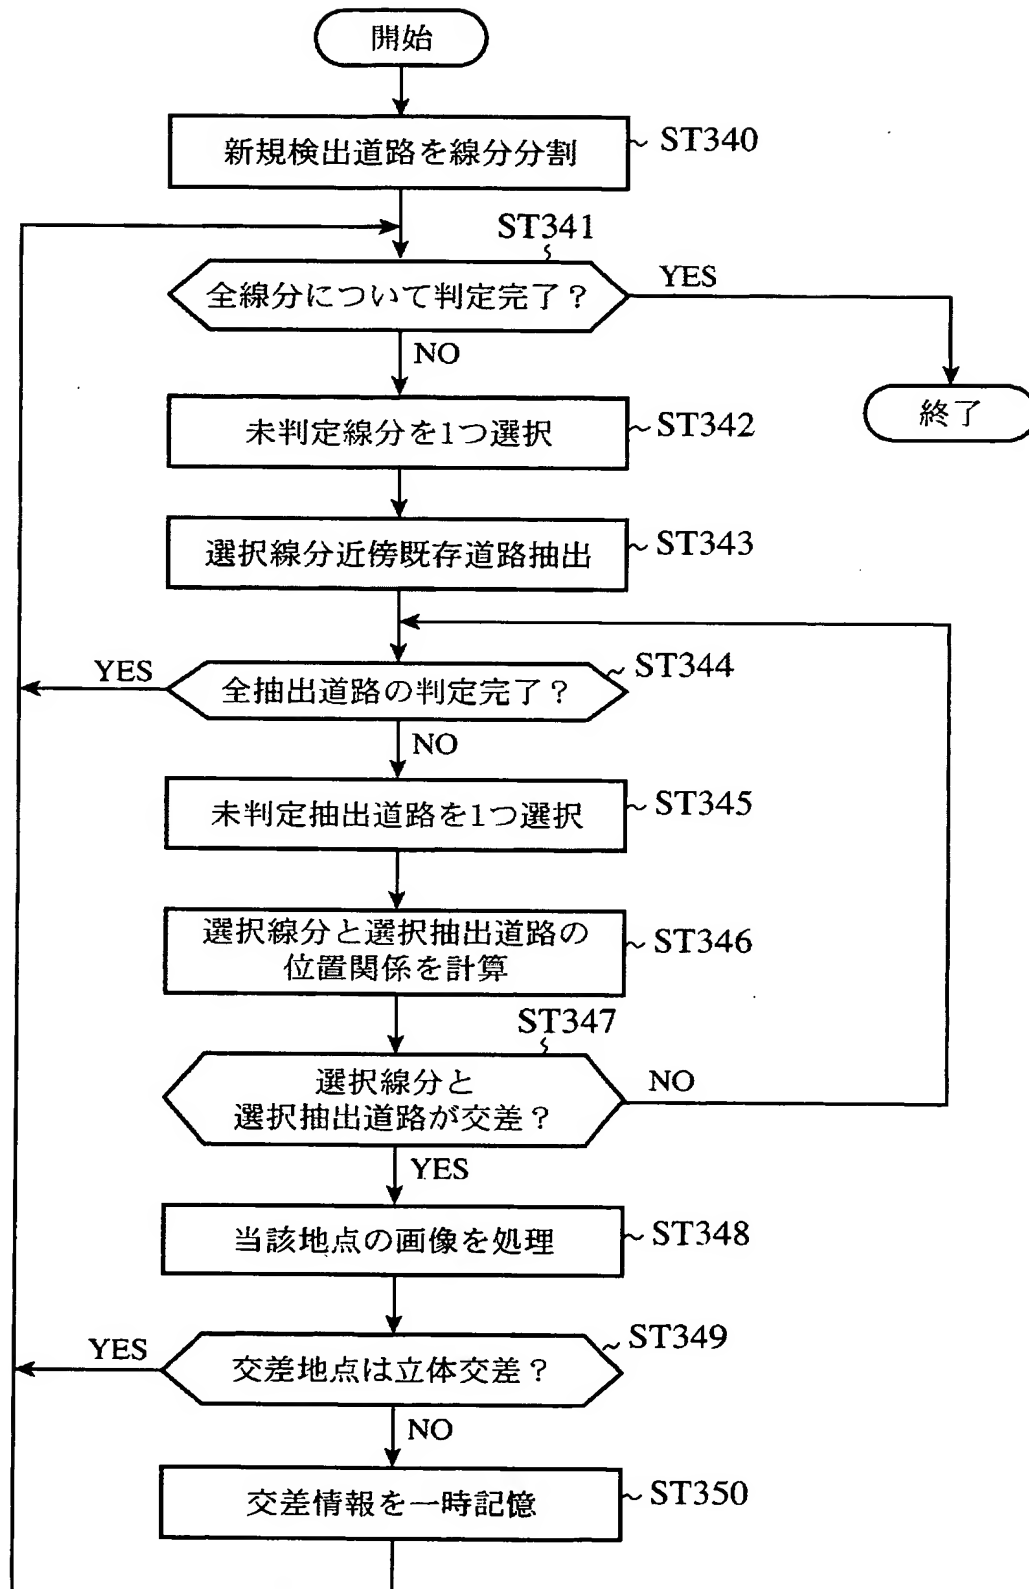 開始
新規検出道路を線分分割
ST340
ST341
全線分について判定完了？
YES
NO
終了
未判定線分を1つ選択
ST342
選択線分近傍既存道路抽出
ST343
ST344
YES
全抽出道路の判定完了？
NO
未判定抽出道路を1つ選択
ST345
選択線分と選択抽出道路の
位置関係を計算
ST346
ST347
選択線分と
選択抽出道路が交差？
NO
YES
当該地点の画像を処理
ST348
ST349
YES
交差地点は立体交差？
NO
交差情報を一時記憶
ST350